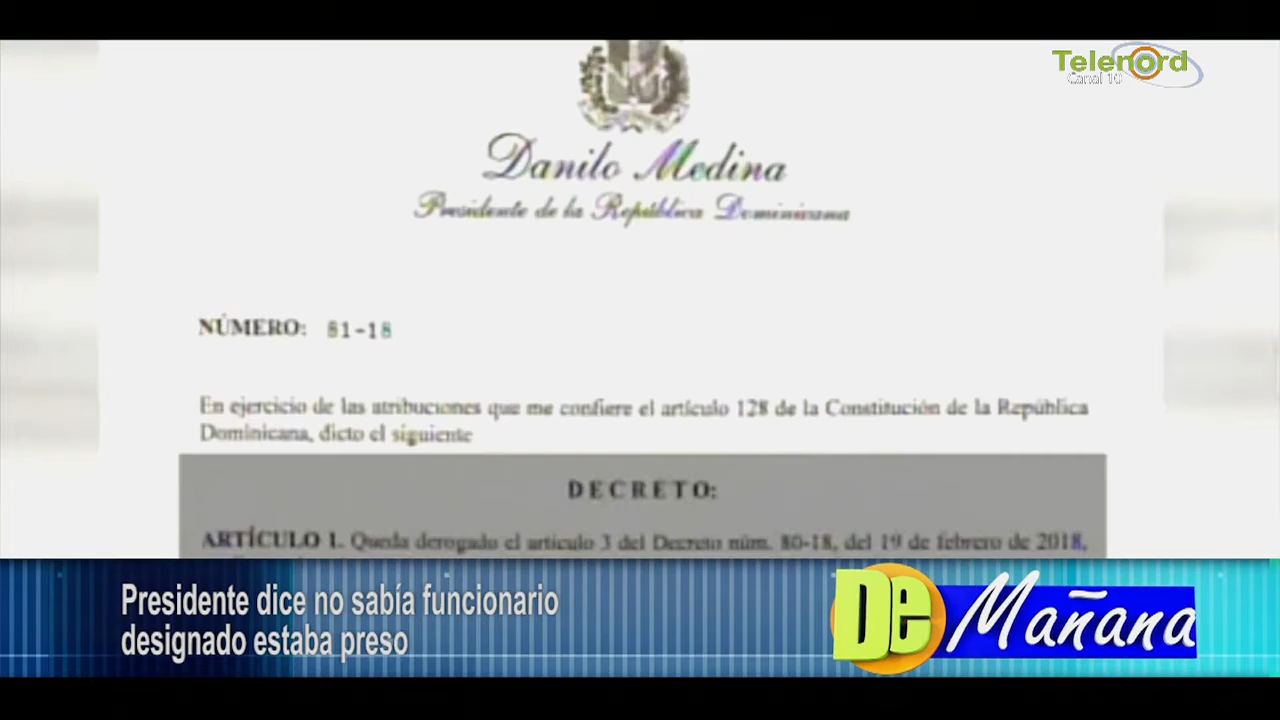 Telenord
Canal 10
Danilo Medina
Presidente de la República Dominicana
NÚMERO: 81-18
En ejercicio de las atribuciones que me confiere el artículo 128 de la Constitución de la República
Dominicana, dicto el siguiente
DECRETO:
ARTÍCULO 1. Queda derogado el artículo 3 del Decreto núm. 80-18, del 19 de febrero de 2018,
Presidente dice no sabía funcionario
designado estaba preso
De Mañana